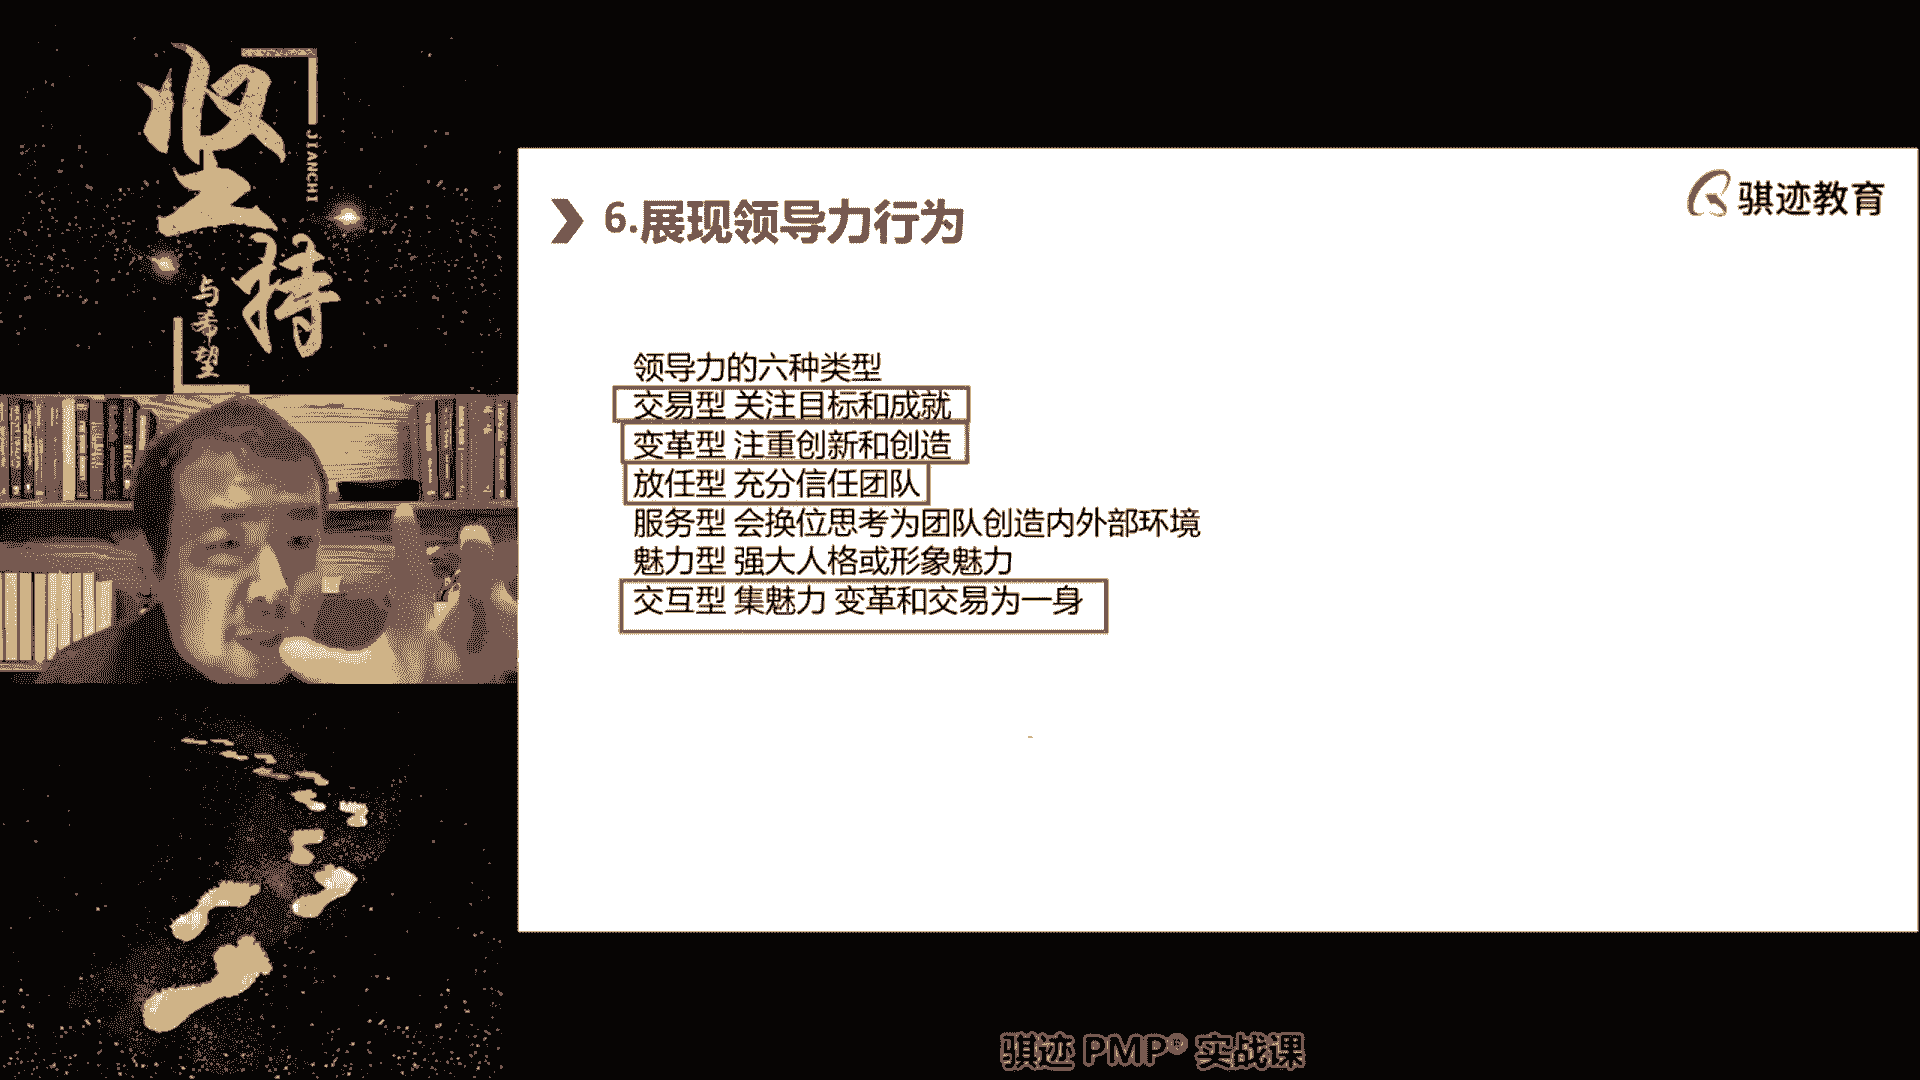 坚持
JIANCHI
与希望
骐迹教育
6.展现领导力行为
领导力的六种类型
交易型 关注目标和成就
变革型 注重创新和创造
放任型 充分信任团队
服务型 会换位思考为团队创造内外部环境
魅力型 强大人格或形象魅力
交互型 集魅力 变革和交易为一身
骐迹 PMP® 实战课